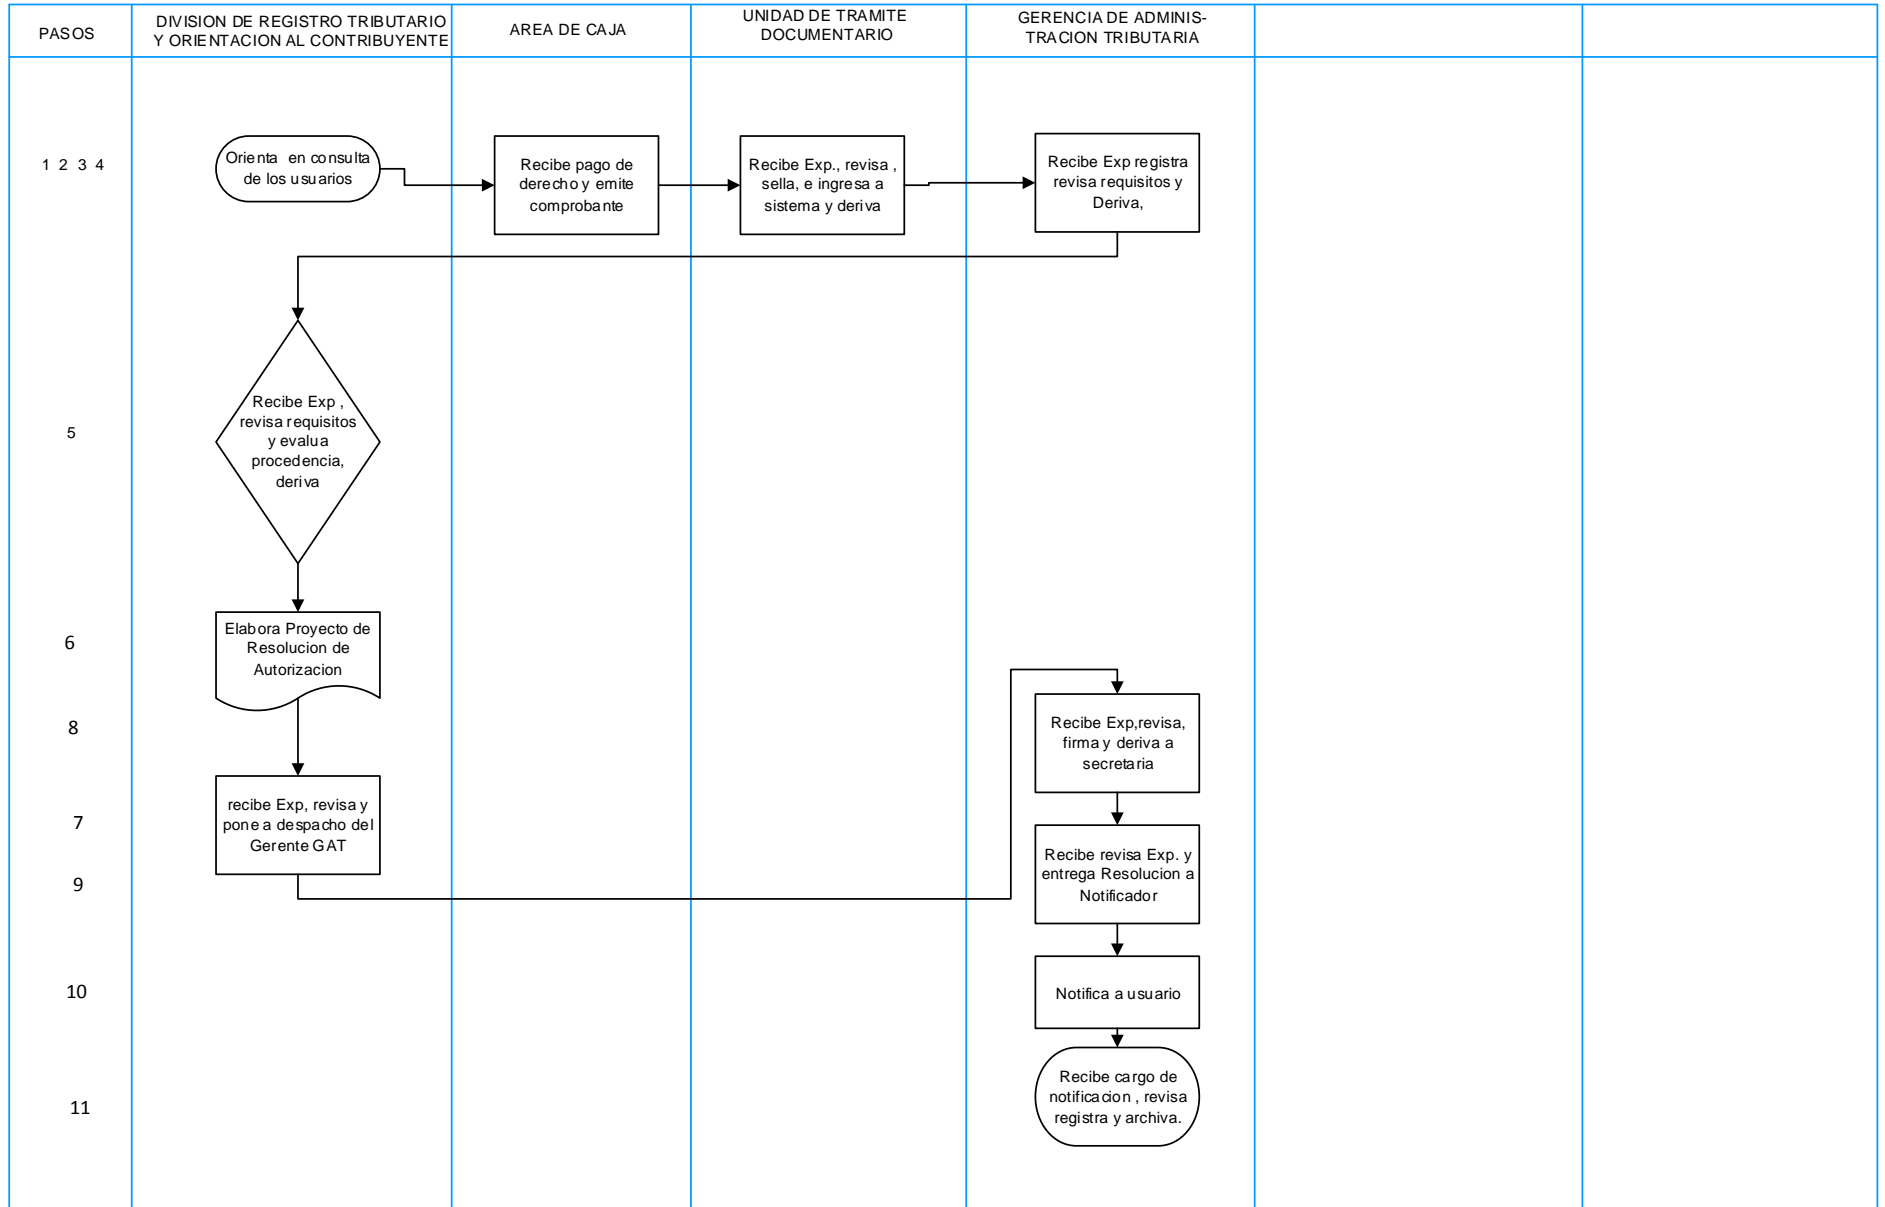 PASOS
DIVISION DE REGISTRO TRIBUTARIO
Y ORIENTACION AL CONTRIBUYENTE
AREA DE CAJA
UNIDAD DE TRAMITE
DOCUMENTARIO
GERENCIA DE ADMINIS-
TRACION TRIBUTARIA
1 2 3 4
Orienta en consulta
de los usuarios
Recibe pago de
derecho y emite
comprobante
Recibe Exp., revisa ,
sella, e ingresa a
sistema y deriva
Recibe Exp registra
revisa requisitos y
Deriva,
5
Recibe Exp ,
revisa requisitos
y evalua
procedencia,
deriva
6
Elabora Proyecto de
Resolucion de
Autorizacion
8
Recibe Exp,revisa,
firma y deriva a
secretaria
7
recibe Exp, revisa y
pone a despacho del
Gerente GAT
9
Recibe revisa Exp. y
entrega Resolucion a
Notificador
10
Notifica a usuario
11
Recibe cargo de
notificacion , revisa
registra y archiva.